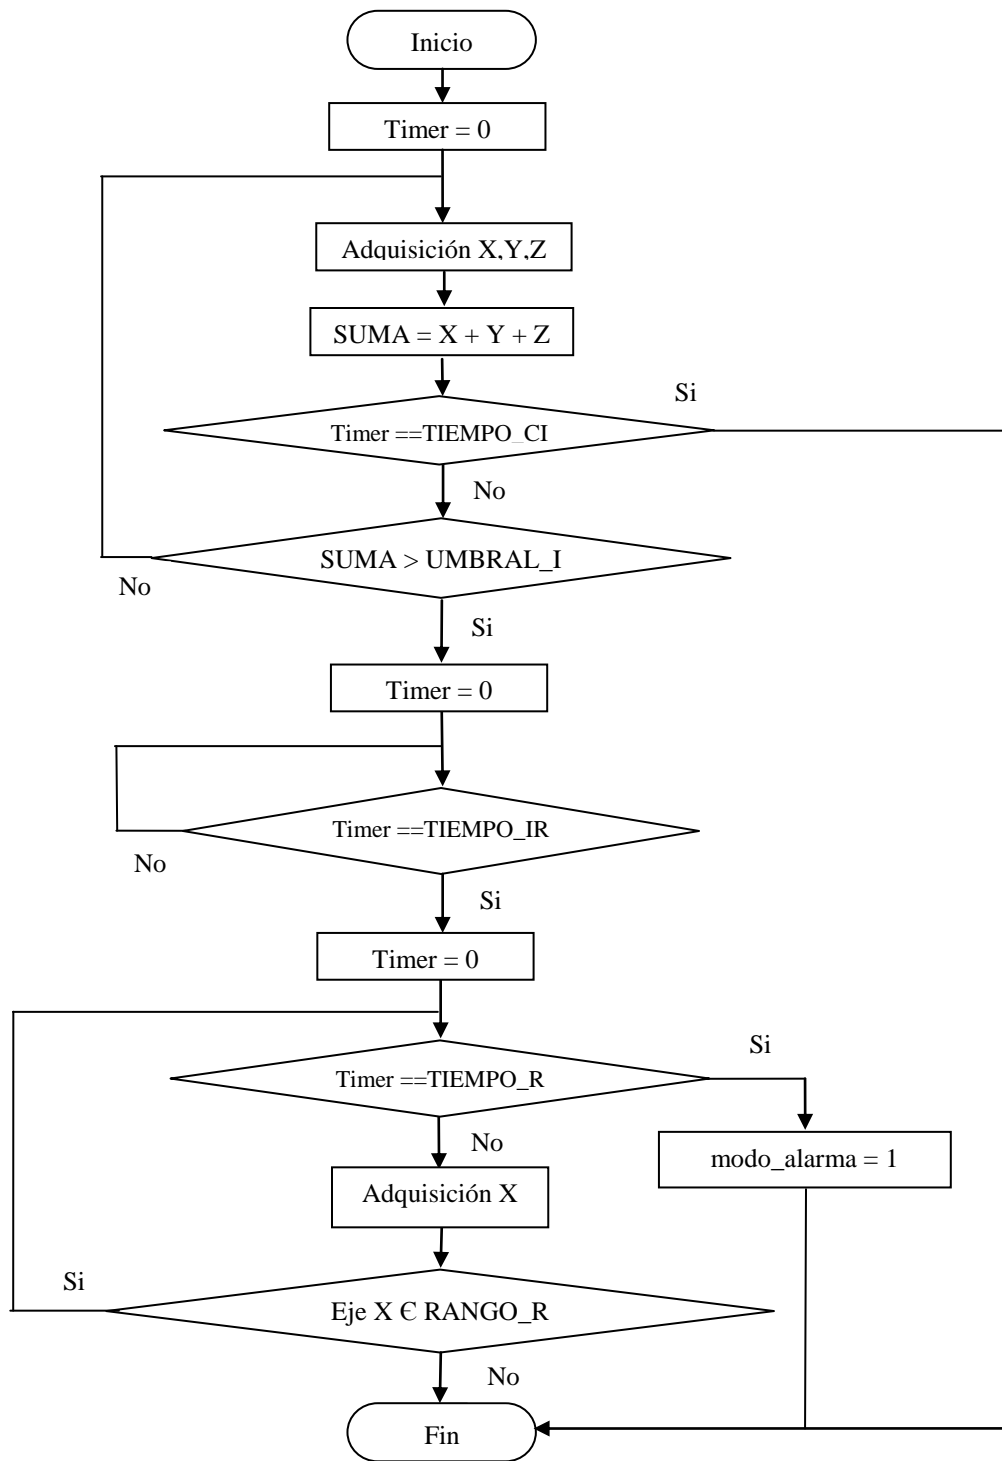 Inicio
Timer = 0
Adquisición X,Y,Z
SUMA = X + Y + Z
Si
Timer ==TIEMPO_CI
No
SUMA > UMBRAL_I
No
Si
Timer = 0
Timer ==TIEMPO_IR
No
Si
Timer = 0
Si
Timer ==TIEMPO_R
No
modo_alarma = 1
Adquisición X
Si
Eje X Є RANGO_R
No
Fin